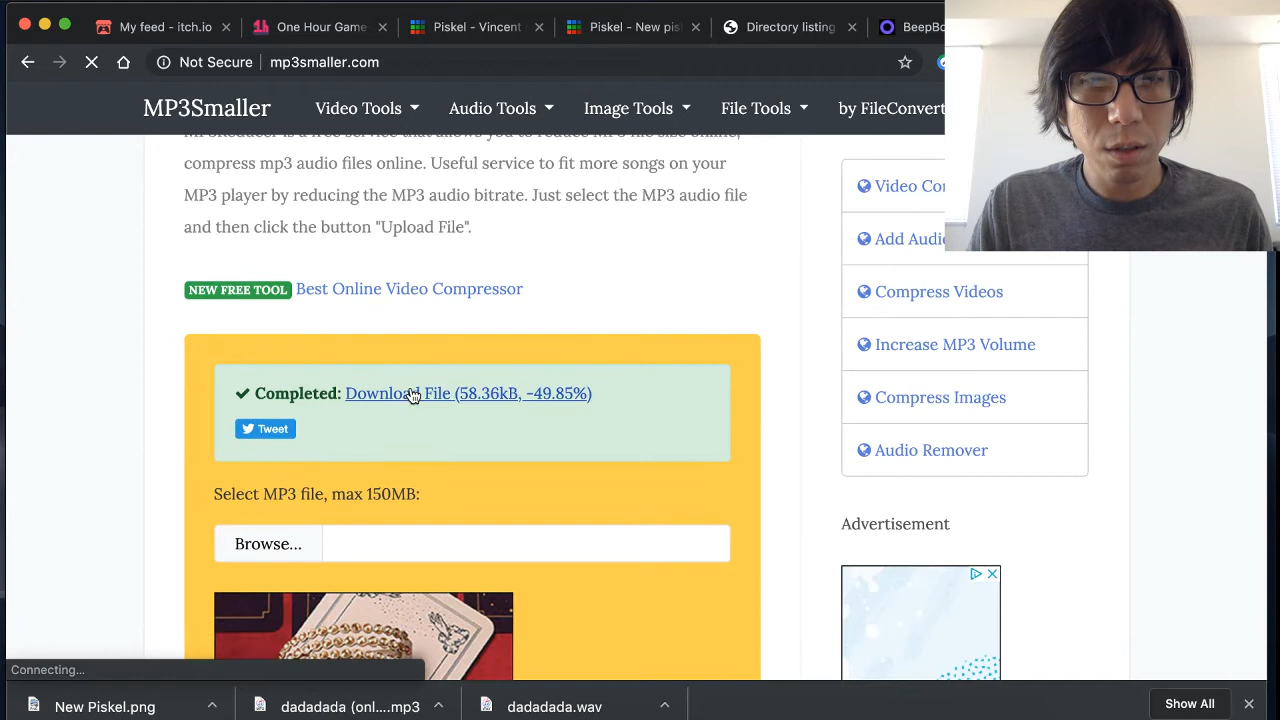 My feed - itch.io
One Hour Game
Piskel - Vincent
Piskel - New pis
Directory listing
BeepBo
Not Secure
mp3smaller.com
MP3Smaller
Video Tools
Audio Tools
Image Tools
File Tools
by FileConvert
compress mp3 audio files online. Useful service to fit more songs on your
MP3 player by reducing the MP3 audio bitrate. Just select the MP3 audio file
and then click the button "Upload File".
NEW FREE TOOL Best Online Video Compressor
Completed: Download File (58.36kB, -49.85%)
Tweet
Select MP3 file, max 150MB:
Browse...
Video Con
Add Audio
Compress Videos
Increase MP3 Volume
Compress Images
Audio Remover
Advertisement
Connecting...
New Piskel.png
dadadada (onl....mp3
dadadada.wav
Show All